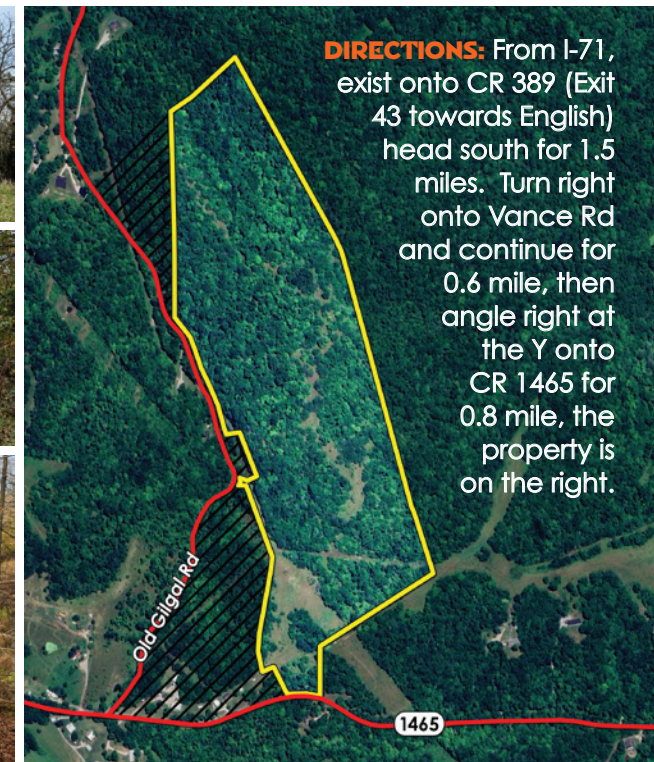 DIRECTIONS: From I-71,
exist onto CR 389 (Exit
43 towards English)
head south for 1.5
miles. Turn right
onto Vance Rd
and continue for
0.6 mile, then
angle right at
the Y onto
CR 1465 for
0.8 mile, the
property is
on the right.
Old Gilgal Rd
1465